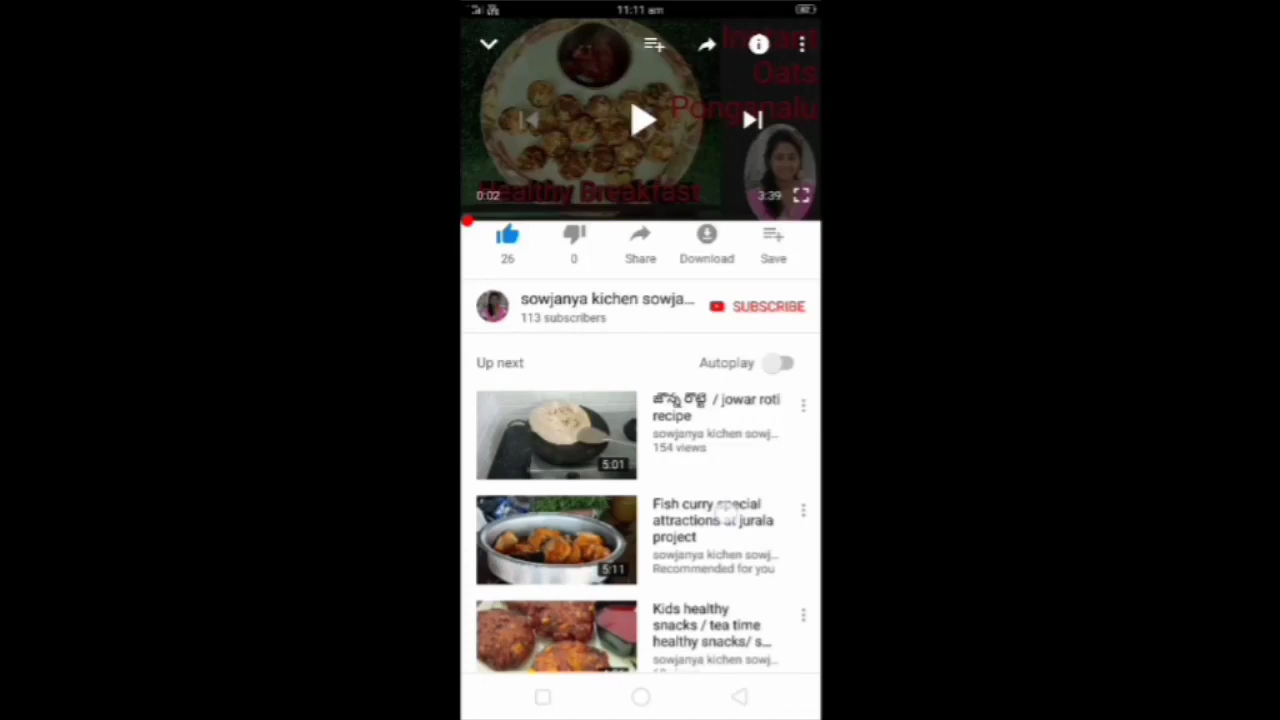 11:11 am
Instant
Oats
Ponganalu
Healthy Breakfast
0:02
3:39
26
0
Share
Download
Save
sowjanya kichen sowja...
SUBSCRIBE
113 subscribers
Up next
Autoplay
జొన్న రొట్టె / jowar roti
recipe
sowjanya kichen sowj...
154 views
5:01
Fish curry special
attractions at jurala
project
sowjanya kichen sowj...
Recommended for you
5:11
Kids healthy
snacks / tea time
healthy snacks/ s...
sowjanya kichen sowj...